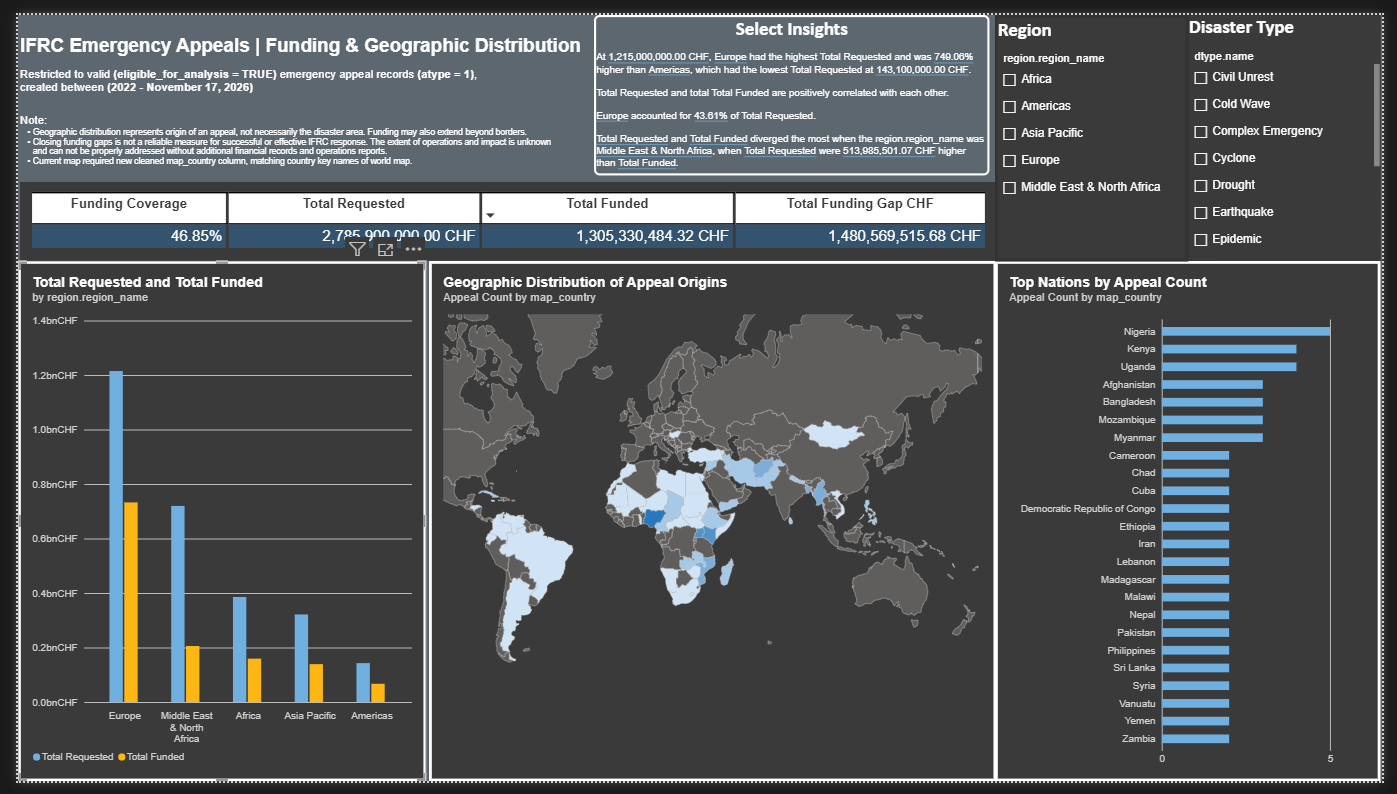 IFRC Emergency Appeals | Funding & Geographic Distribution
Restricted to valid (eligible_for_analysis = TRUE) emergency appeal records (atype = 1),
created between (2022 - November 17, 2026)
Note:
• Geographic distribution represents origin of an appeal, not necessarily the disaster area. Funding may also extend beyond borders.
• Closing funding gaps is not a reliable measure for successful or effective IFRC response. The extent of operations and impact is unknown
and can not be properly addressed without additional financial records and operations reports.
• Current map required new cleaned map_country column, matching country key names of world map.
Select Insights
At 1,215,000,000.00 CHF, Europe had the highest Total Requested and was 749.06%
higher than Americas, which had the lowest Total Requested at 143,100,000.00 CHF.
Total Requested and total Total Funded are positively correlated with each other.
Europe accounted for 43.61% of Total Requested.
Total Requested and Total Funded diverged the most when the region.region_name was
Middle East & North Africa, when Total Requested were 513,985,501.07 CHF higher
than Total Funded.
Region
region.region_name
Africa
Americas
Asia Pacific
Europe
Middle East & North Africa
Disaster Type
dtype.name
Civil Unrest
Cold Wave
Complex Emergency
Cyclone
Drought
Earthquake
Epidemic
Funding Coverage
Total Requested
Total Funded
Total Funding Gap CHF
46.85%
2,785,900,000.00 CHF
1,305,330,484.32 CHF
1,480,569,515.68 CHF
Total Requested and Total Funded
by region.region_name
1.4bnCHF
1.2bnCHF
1.0bnCHF
0.8bnCHF
0.6bnCHF
0.4bnCHF
0.2bnCHF
0.0bnCHF
Europe
Middle East
& North
Africa
Africa
Asia Pacific
Americas
Total Requested
Total Funded
Geographic Distribution of Appeal Origins
Appeal Count by map_country
Top Nations by Appeal Count
Appeal Count by map_country
Nigeria
Kenya
Uganda
Afghanistan
Bangladesh
Mozambique
Myanmar
Cameroon
Chad
Cuba
Democratic Republic of Congo
Ethiopia
Iran
Lebanon
Madagascar
Malawi
Nepal
Pakistan
Philippines
Sri Lanka
Syria
Vanuatu
Yemen
Zambia
0
5